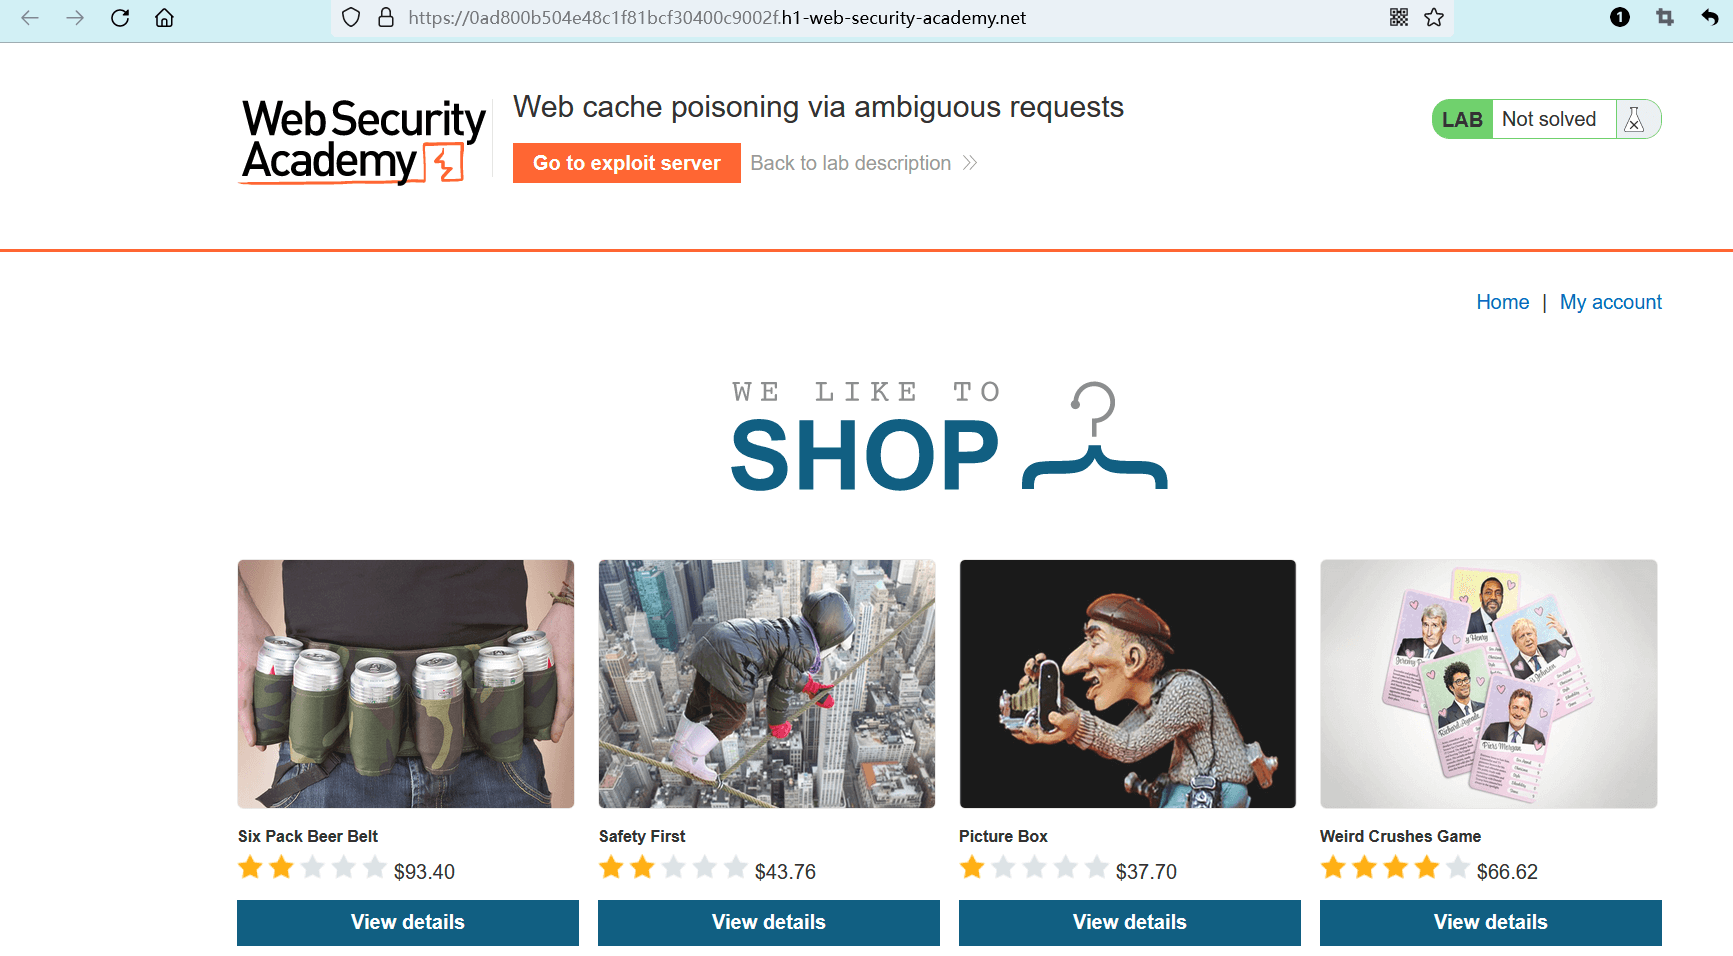 https://0ad800b504e48c1f81bcf30400c9002f.h1-web-security-academy.net
1
Web Security
Academy
Web cache poisoning via ambiguous requests
Go to exploit server
Back to lab description
LAB
Not solved
Home | My account
WE LIKE TO
SHOP
Piers Morgan
Six Pack Beer Belt
Safety First
Picture Box
Weird Crushes Game
$93.40
$43.76
$37.70
$66.62
View details
View details
View details
View details